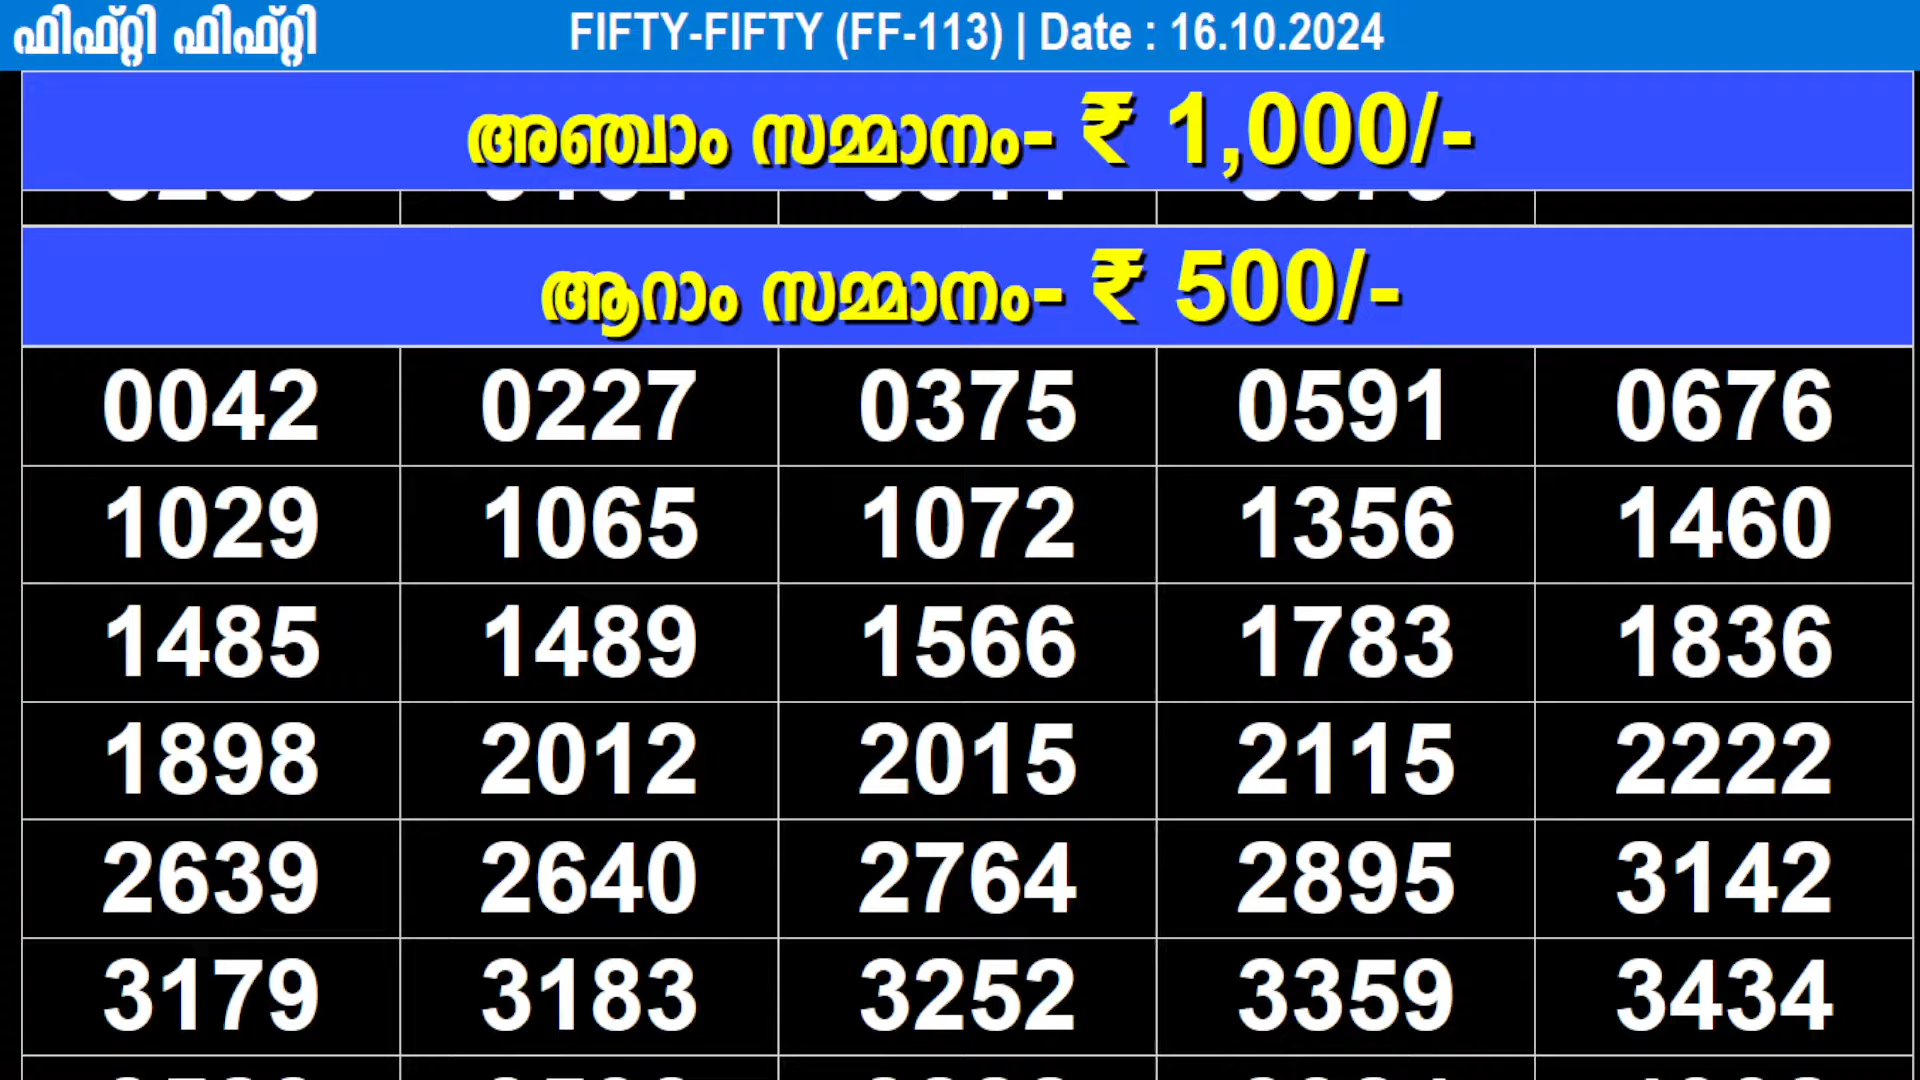 ഫിഫ്റ്റി ഫിഫ്റ്റി FIFTY-FIFTY (FF-113) | Date : 16.10.2024
അഞ്ചാം സമ്മാനം- ₹ 1,000/-
ആറാം സമ്മാനം- ₹ 500/-
0042 0227 0375 0591 0676
1029 1065 1072 1356 1460
1485 1489 1566 1783 1836
1898 2012 2015 2115 2222
2639 2640 2764 2895 3142
3179 3183 3252 3359 3434